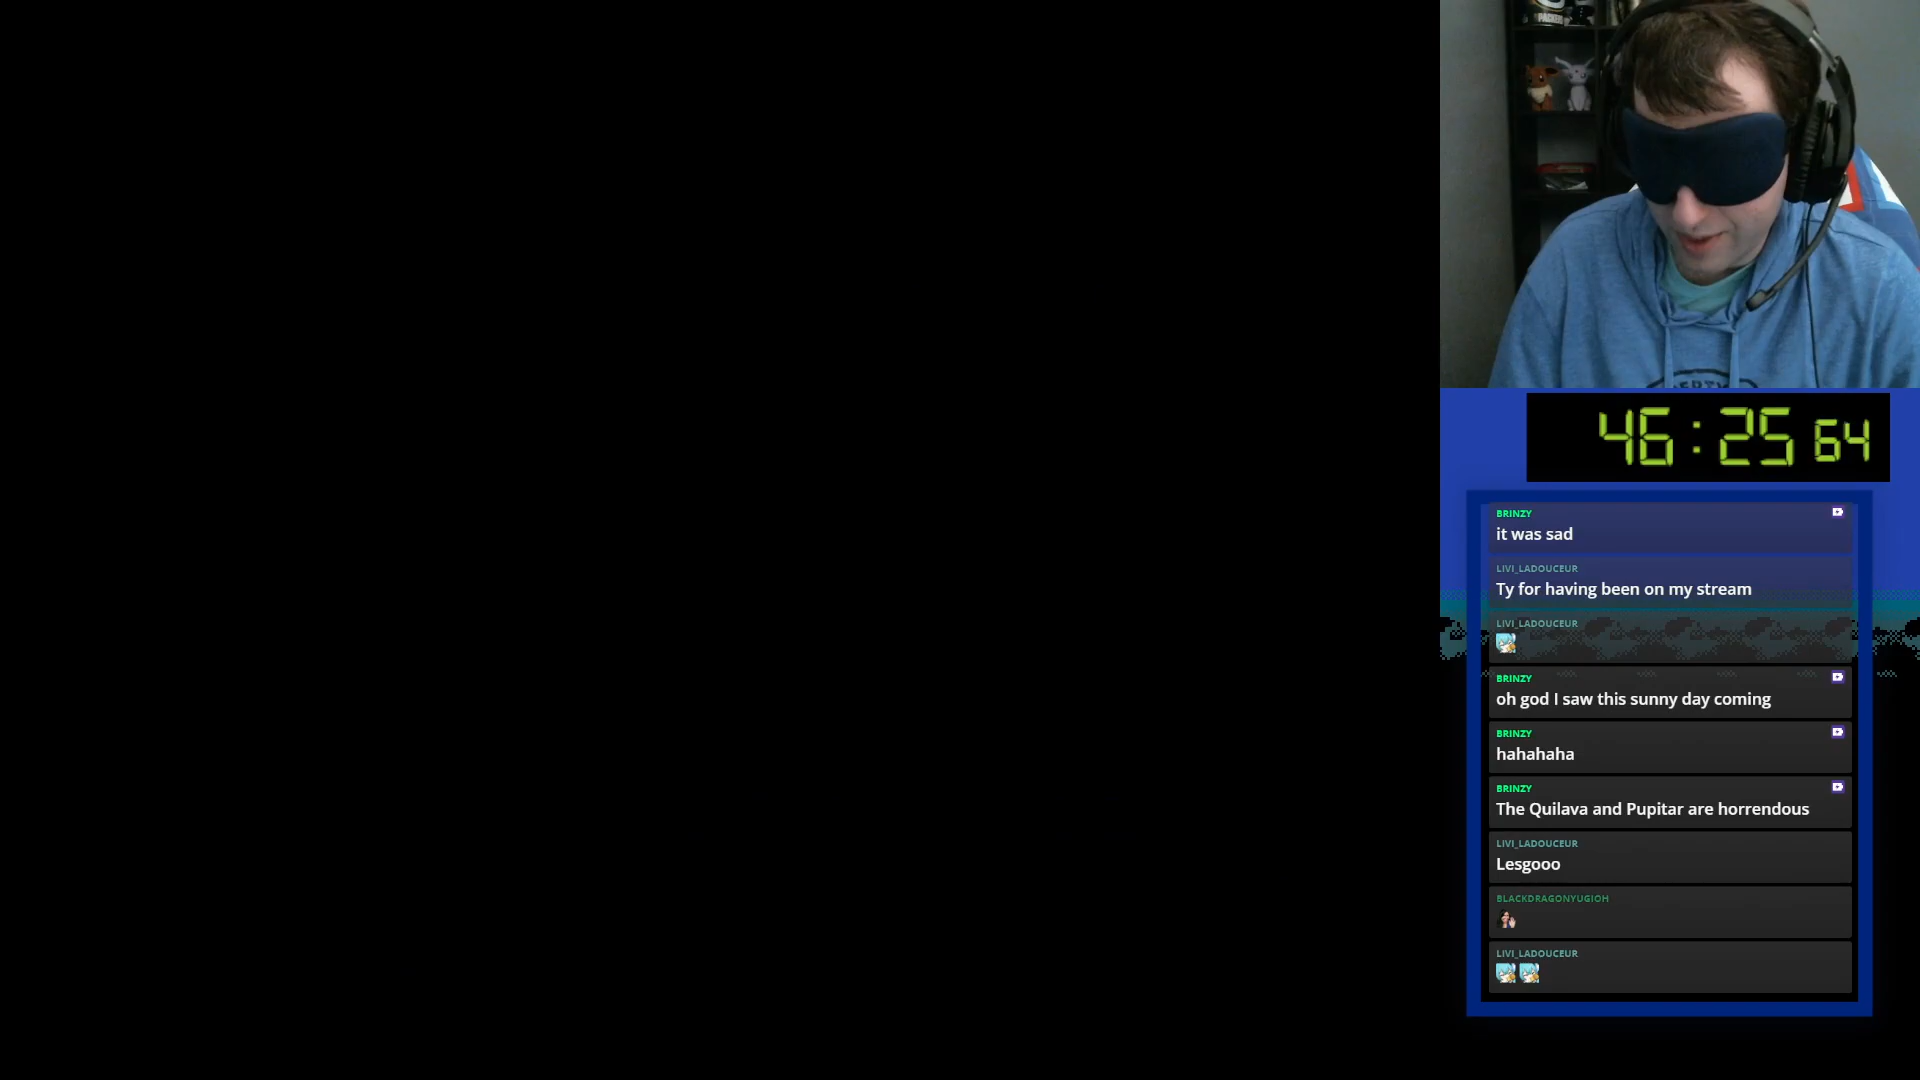 PACKERS
46:25 64
BRINZY
it was sad
LIVI_LADOUCEUR
Ty for having been on my stream
LIVI_LADOUCEUR
BRINZY
oh god I saw this sunny day coming
BRINZY
hahahaha
BRINZY
The Quilava and Pupitar are horrendous
LIVI_LADOUCEUR
Lesgooo
BLACKDRAGONYUGIOH
LIVI_LADOUCEUR